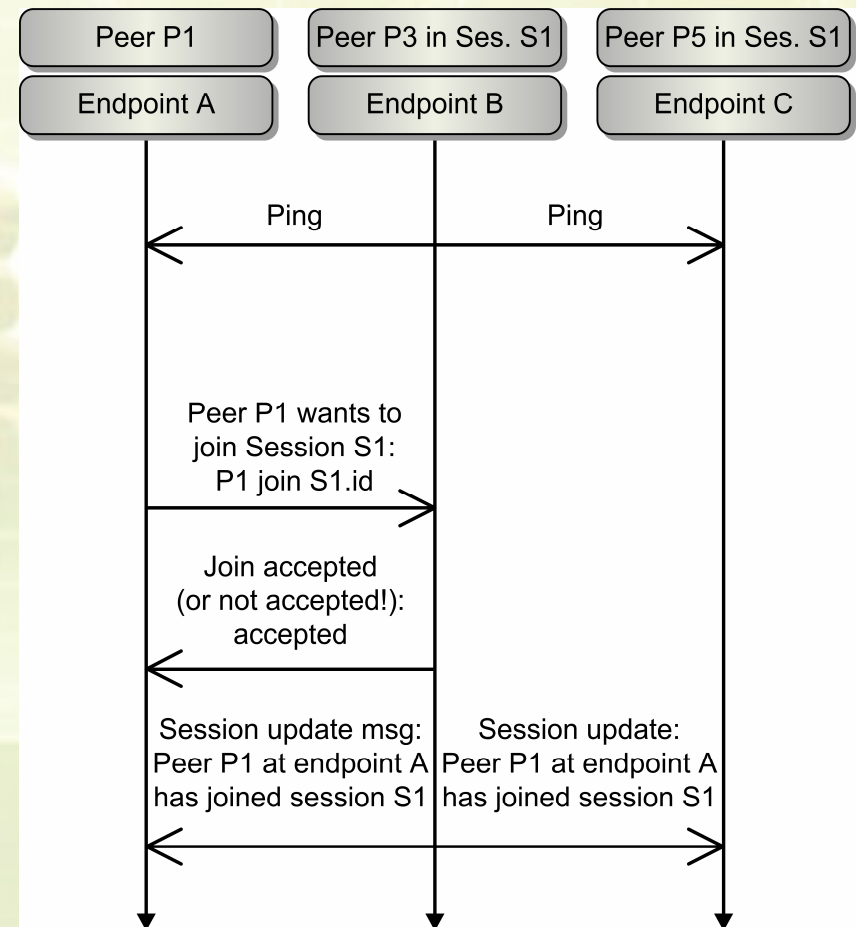 Peer P1
Peer P3 in Ses. S1
Peer P5 in Ses. S1
Endpoint A
Endpoint B
Endpoint C
Ping
Ping
Peer P1 wants to
join Session S1:
P1 join S1.id
Join accepted
(or not accepted!):
accepted
Session update msg:
Peer P1 at endpoint A
has joined session S1
Session update:
Peer P1 at endpoint A
has joined session S1